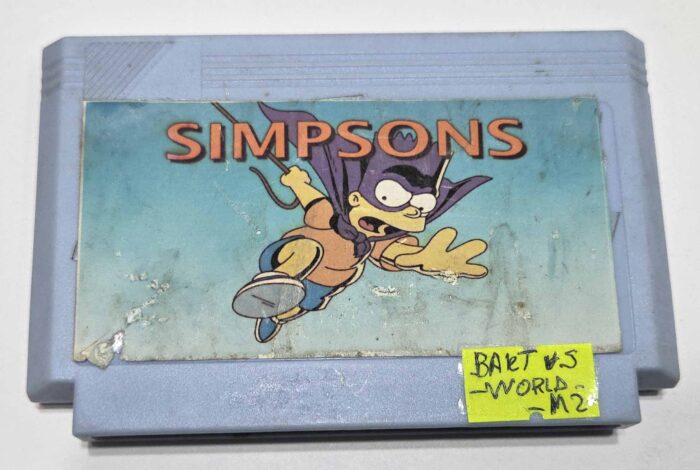 SIMPSONS
BART VS
-WORLD-
-M2